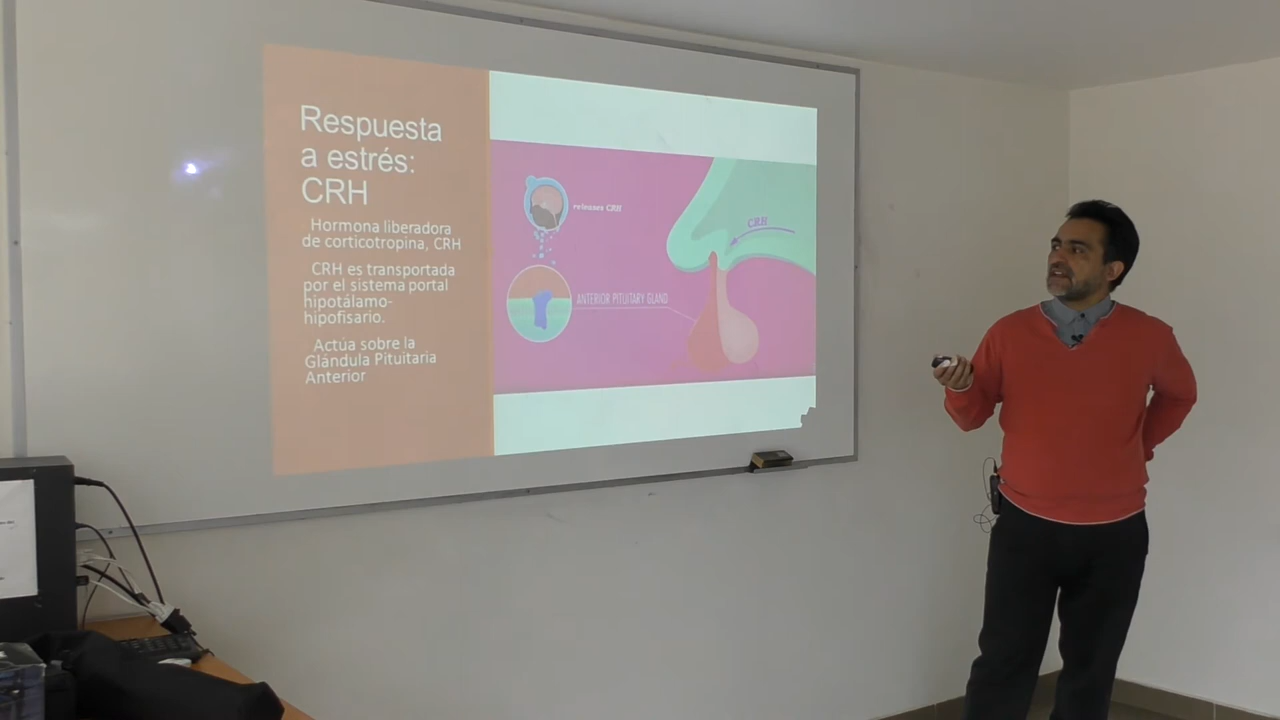 Respuesta
a estrés:
CRH
Hormona liberadora
de corticotropina, CRH
CRH es transportada
por el sistema portal
hipotálamo-
hipofisario.
Actúa sobre la
Glándula Pituitaria
Anterior
releases CRH
CRH
ANTERIOR PITUITARY GLAND